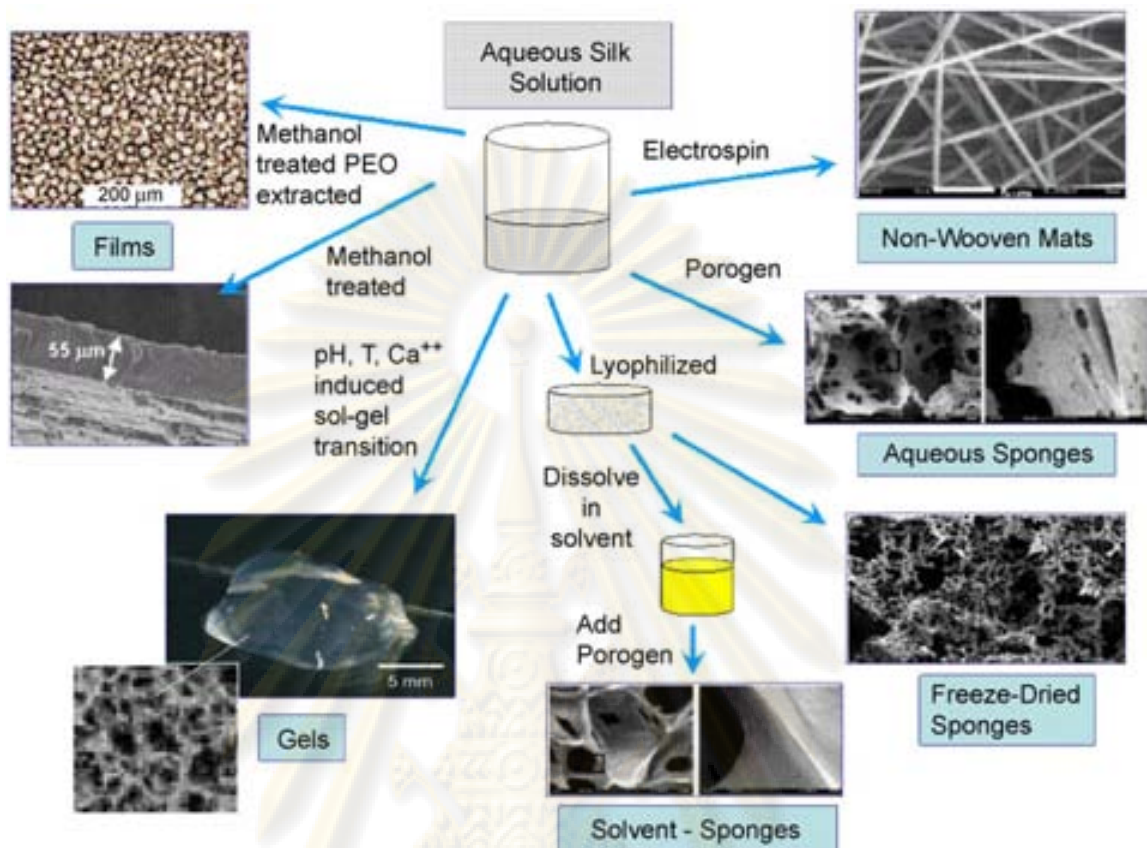 Aqueous Silk
Solution
Methanol
treated PEO
extracted
200 μm
Films
Electrospin
Non-Wooven Mats
Methanol
treated
55 μm
Porogen
Aqueous Sponges
pH, T, Ca⁺⁺
induced
sol-gel
transition
Lyophilized
Dissolve
in
solvent
5 mm
Gels
Add
Porogen
Freeze-Dried
Sponges
Solvent - Sponges